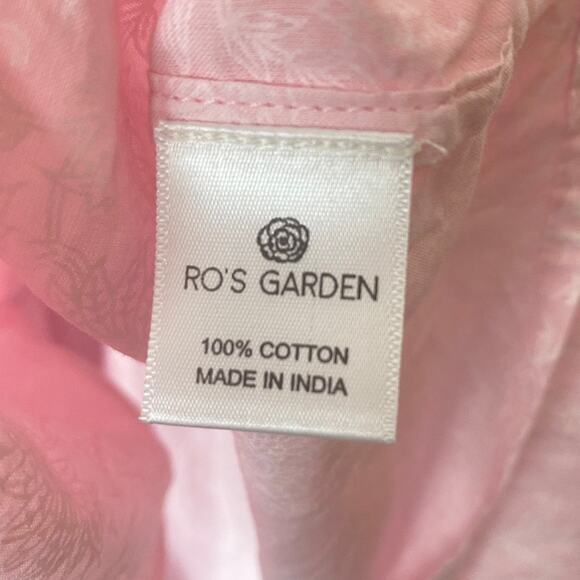 RO'S GARDEN
100% COTTON
MADE IN INDIA